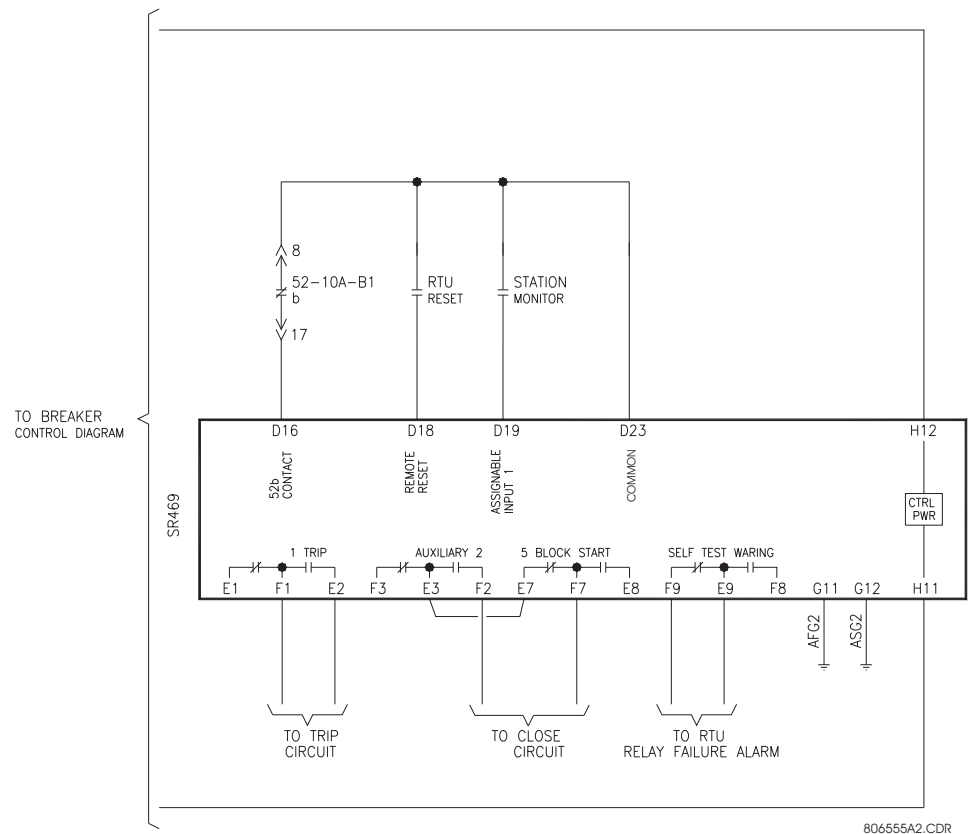 8
52-10A-B1
b
17
RTU
RESET
STATION
MONITOR
TO BREAKER
CONTROL DIAGRAM
D16
D18
D19
D23
H12
52b
CONTACT
REMOTE
RESET
ASSIGNABLE
INPUT 1
COMMON
CTRL
PWR
SR469
1 TRIP
AUXILIARY 2
5 BLOCK START
SELF TEST WARING
E1
F1
E2
F3
E3
F2
E7
F7
E8
F9
E9
F8
G11
G12
H11
AFG2
ASG2
TO TRIP
CIRCUIT
TO CLOSE
CIRCUIT
TO RTU
RELAY FAILURE ALARM
806555A2.CDR